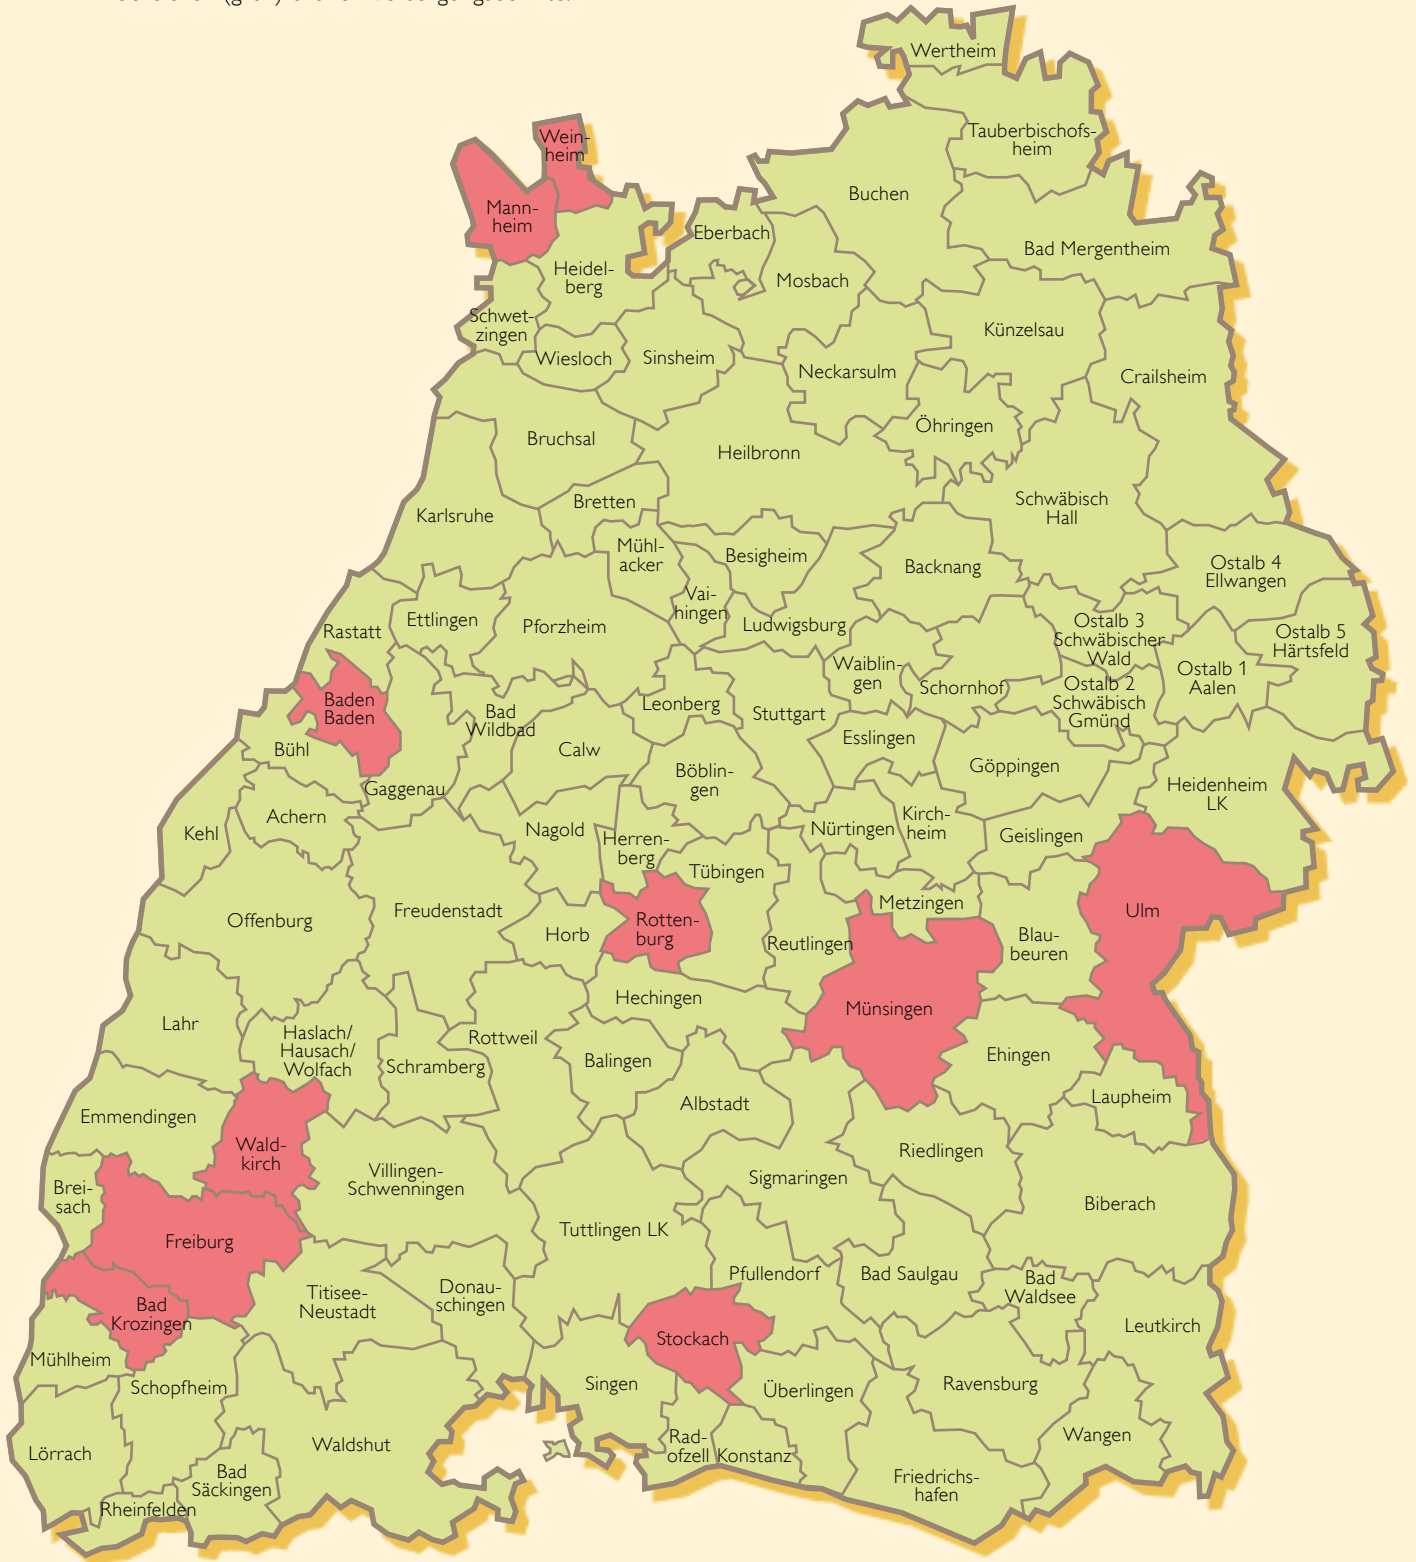 Wertheim
Tauberbischofs-
heim
Wein-
heim
Buchen
Mann-
heim
Eberbach
Bad Mergentheim
Heidel-
berg
Mosbach
Schwet-
zingen
Künzelsau
Wiesloch
Sinsheim
Neckarsulm
Crailsheim
Öhringen
Bruchsal
Heilbronn
Bretten
Schwäbisch
Hall
Karlsruhe
Mühl-
acker
Besigheim
Backnang
Ostalb 4
Ellwangen
Vai-
hingen
Ettlingen
Pforzheim
Ludwigsburg
Rastatt
Ostalb 3
Schwäbischer
Wald
Ostalb 5
Härtsfeld
Waiblin-
gen
Ostalb 1
Aalen
Schornhof
Ostalb 2
Schwäbisch
Gmünd
Baden
Baden
Leonberg
Bad
Wildbad
Stuttgart
Bühl
Calw
Esslingen
Böblin-
gen
Göppingen
Gaggenau
Heidenheim
LK
Achern
Kehl
Nagold
Herren-
berg
Nürtingen
Kirch-
heim
Geislingen
Tübingen
Offenburg
Freudenstadt
Horb
Rotten-
burg
Metzingen
Ulm
Reutlingen
Blau-
beuren
Hechingen
Münsingen
Lahr
Haslach/
Hausach/
Wolfach
Rottweil
Schramberg
Balingen
Ehingen
Emmendingen
Albstadt
Laupheim
Wald-
kirch
Riedlingen
Villingen-
Schwenningen
Sigmaringen
Brei-
sach
Biberach
Freiburg
Tuttlingen LK
Pfullendorf
Bad Saulgau
Bad
Waldsee
Titisee-
Neustadt
Donau-
schingen
Bad
Krozingen
Stockach
Leutkirch
Mühlheim
Schopfheim
Singen
Überlingen
Ravensburg
Lörrach
Waldshut
Rad-
ofzell
Konstanz
Wangen
Bad
Säckingen
Friedrichs-
hafen
Rheinfelden